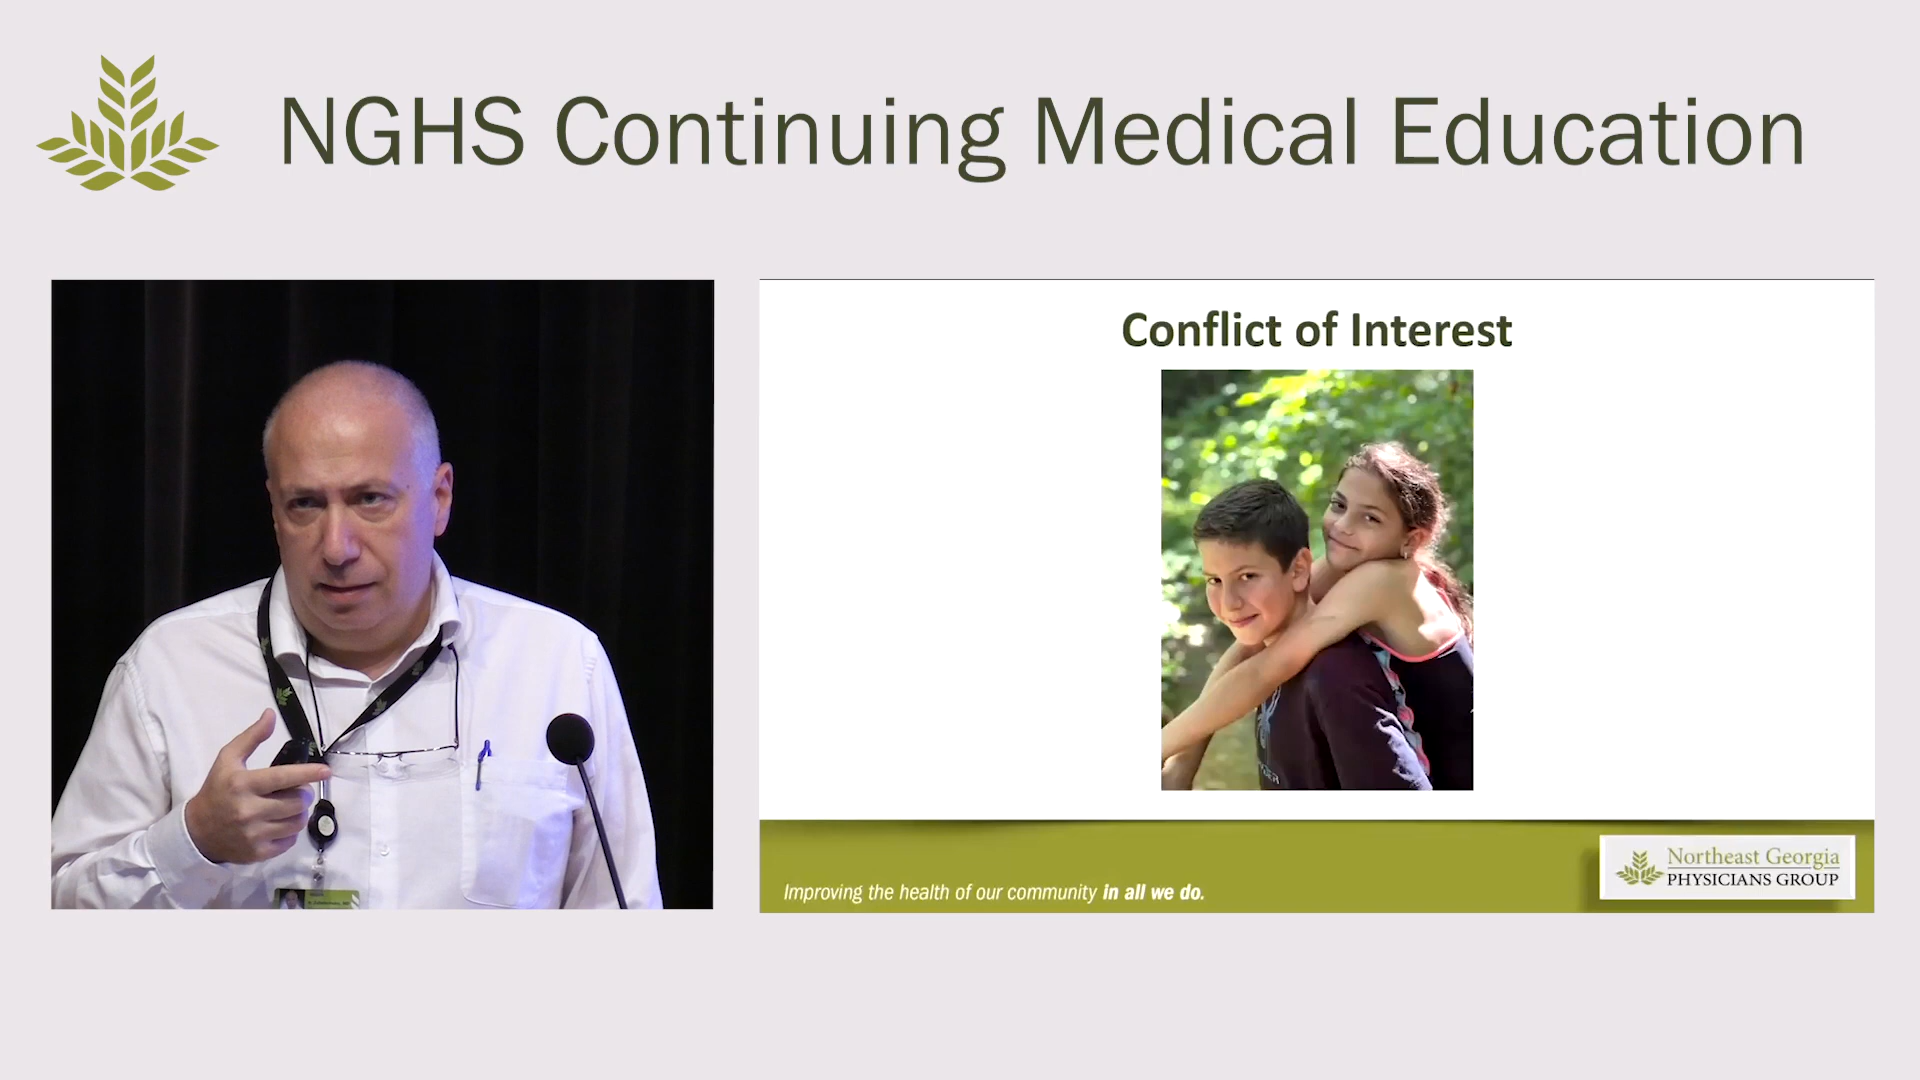 NGHS Continuing Medical Education
Conflict of Interest
Improving the health of our community in all we do.
Northeast Georgia
PHYSICIANS GROUP